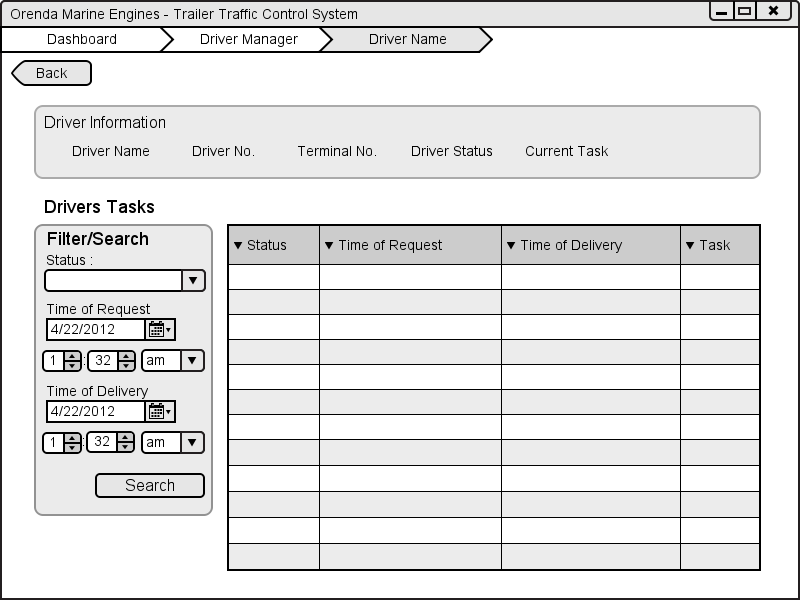 Orenda Marine Engines - Trailer Traffic Control System
Dashboard Driver Manager Driver Name
Back
Driver Information
Driver Name Driver No. Terminal No. Driver Status Current Task
Drivers Tasks
Filter/Search
Status :
Time of Request
4/22/2012
1 : 32 am
Time of Delivery
4/22/2012
1 : 32 am
Search
Status Time of Request Time of Delivery Task